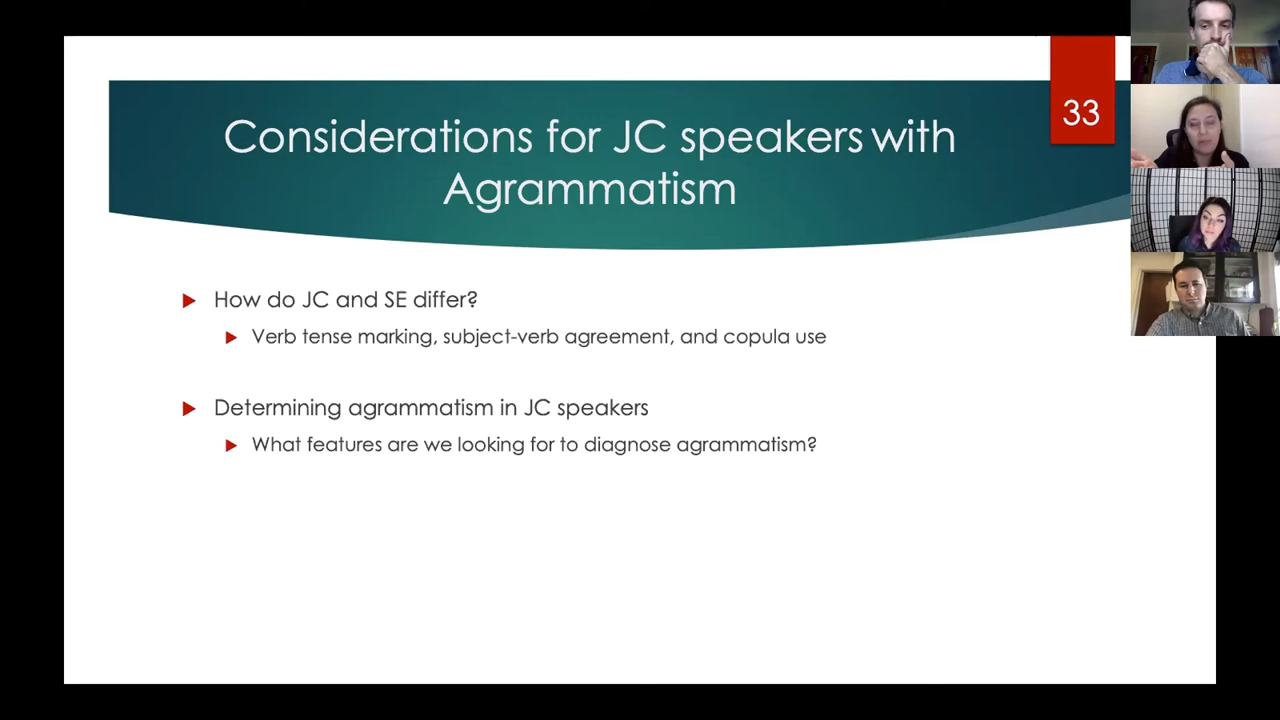 33
Considerations for JC speakers with
Agrammatism
How do JC and SE differ?
Verb tense marking, subject-verb agreement, and copula use
Determining agrammatism in JC speakers
What features are we looking for to diagnose agrammatism?